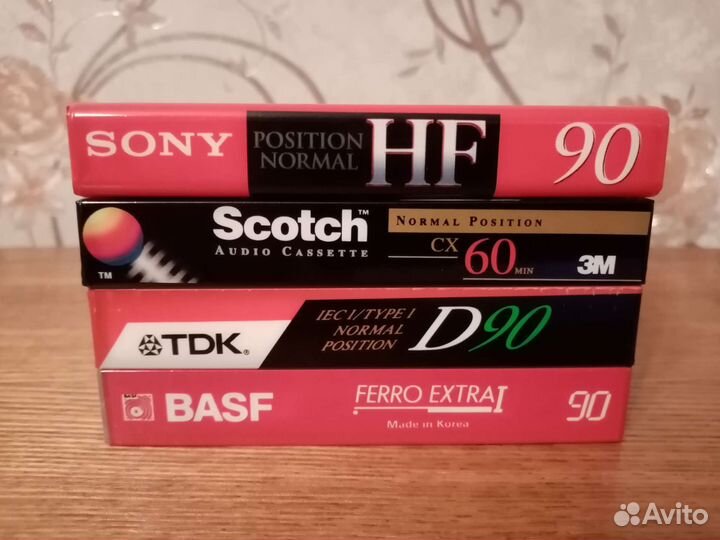 SONY POSITION NORMAL HF 90
Scotch™ NORMAL POSITION
AUDIO CASSETTE CX 60 MIN 3M
TM
TDK® IEC I/TYPE I NORMAL POSITION D90
BASF FERRO EXTRA I 90
Made in Korea
Avito